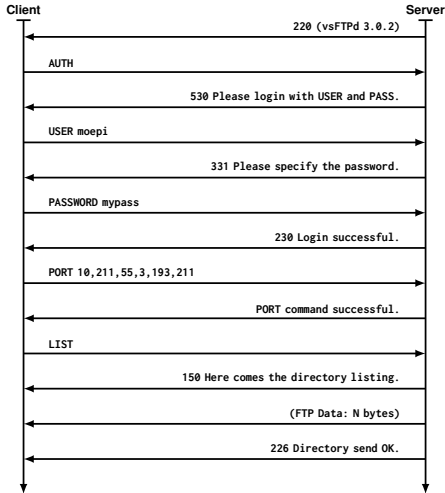 Client Server
220 (vsFTPd 3.0.2)
AUTH
530 Please login with USER and PASS.
USER moepi
331 Please specify the password.
PASSWORD mypass
230 Login successful.
PORT 10,211,55,3,193,211
PORT command successful.
LIST
150 Here comes the directory listing.
(FTP Data: N bytes)
226 Directory send OK.